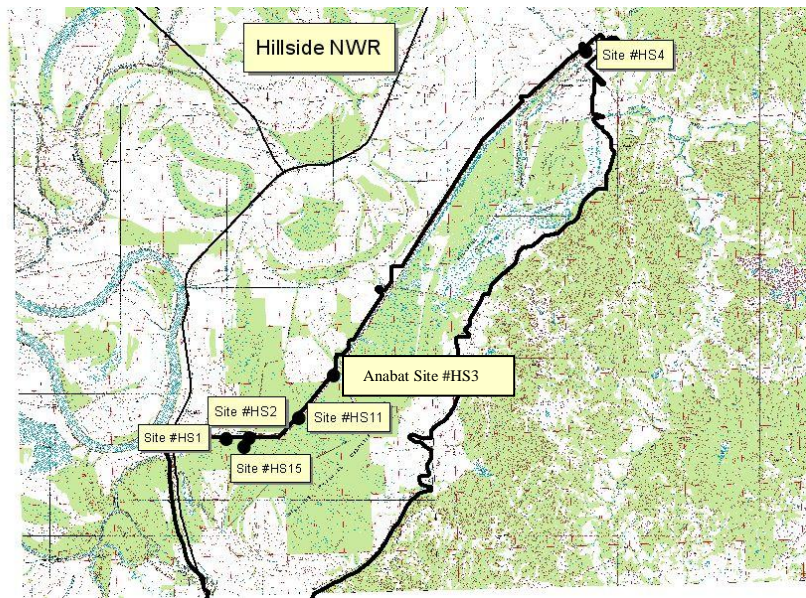 Hillside NWR
Site #HS4
Anabat Site #HS3
Site #HS2
Site #HS11
Site #HS1
Site #HS15